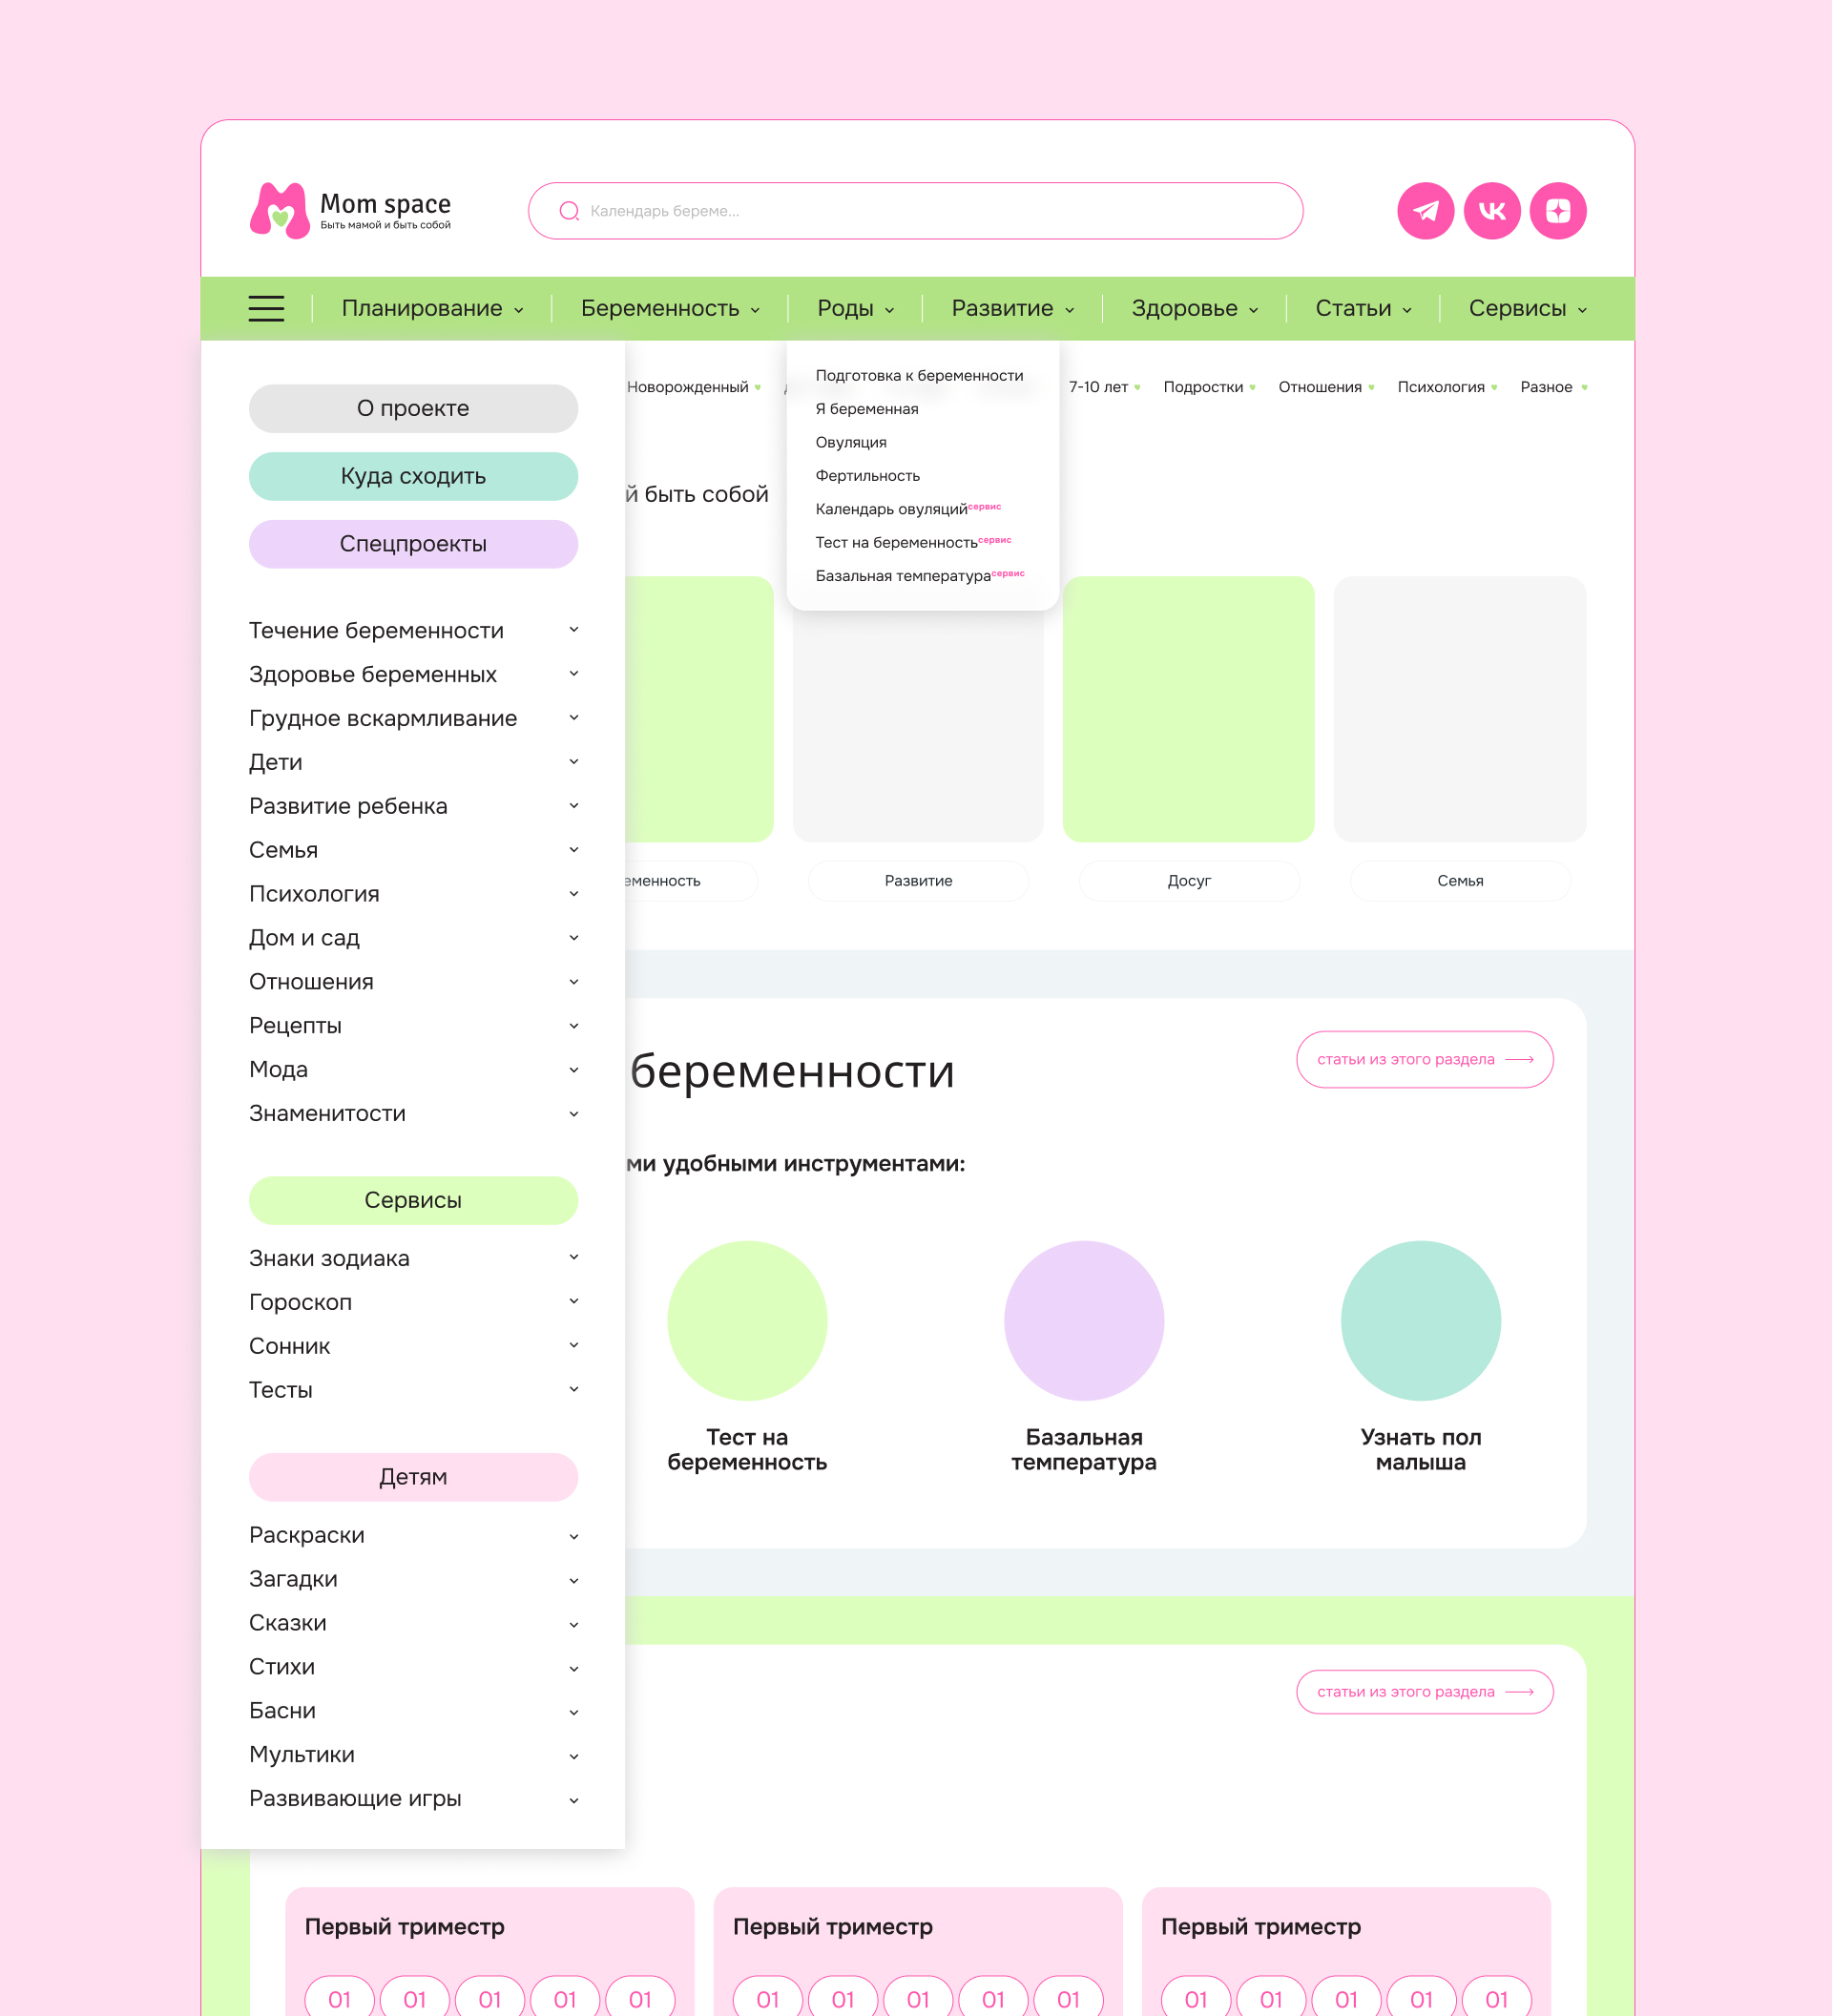 Mom space
Быть мамой и быть собой
Календарь береме...
Планирование
Беременность
Роды
Развитие
Здоровье
Статьи
Сервисы
О проекте
Куда сходить
Спецпроекты
Течение беременности
Здоровье беременных
Грудное вскармливание
Дети
Развитие ребенка
Семья
Психология
Дом и сад
Отношения
Рецепты
Мода
Знаменитости
Сервисы
Знаки зодиака
Гороскоп
Сонник
Тесты
Детям
Раскраски
Загадки
Сказки
Стихи
Басни
Мультики
Развивающие игры
Подготовка к беременности
Я беременная
Овуляция
Фертильность
Календарь овуляцийсервис
Тест на беременностьсервис
Базальная температурасервис
Новорожденный
7-10 лет
Подростки
Отношения
Психология
Разное
й быть собой
еменность
Развитие
Досуг
Семья
беременности
статьи из этого раздела
ми удобными инструментами:
Тест на
беременность
Базальная
температура
Узнать пол
малыша
статьи из этого раздела
Первый триместр
01 01 01 01 01
Первый триместр
01 01 01 01 01
Первый триместр
01 01 01 01 01